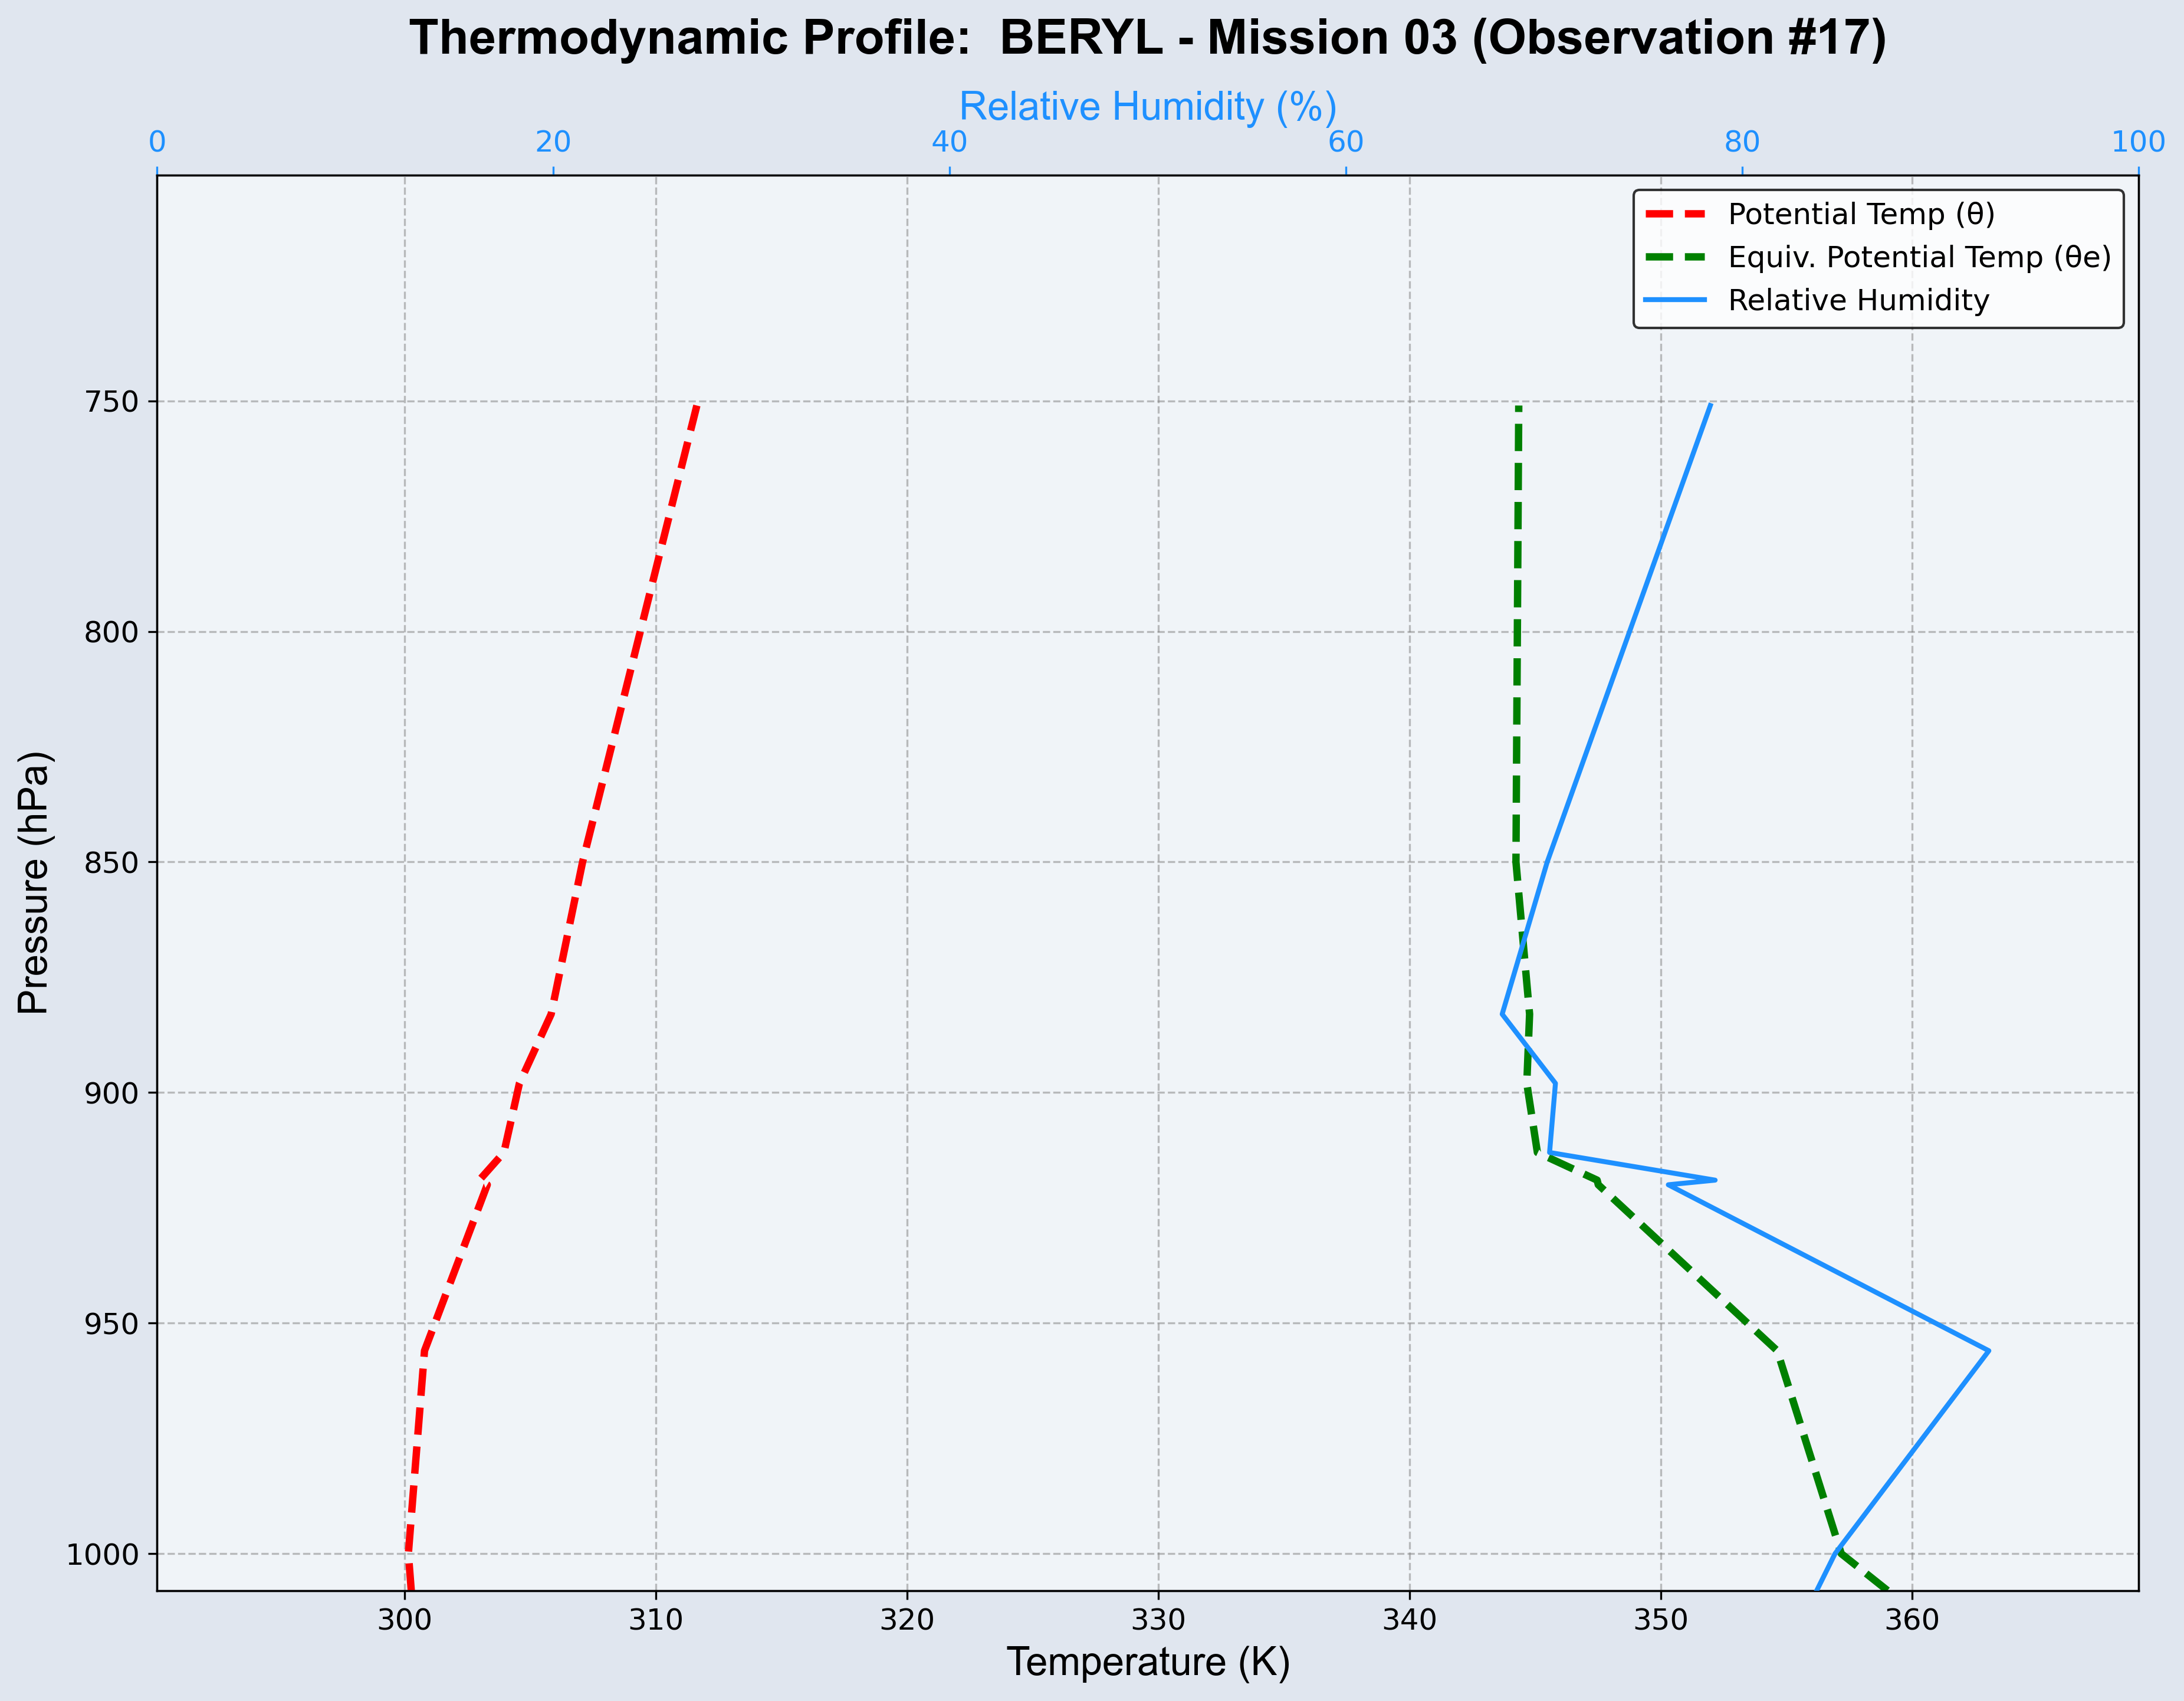 Thermodynamic Profile:  BERYL - Mission 03 (Observation #17)
Relative Humidity (%)
0 20 40 60 80 100
Potential Temp (θ)
Equiv. Potential Temp (θe)
Relative Humidity
Pressure (hPa)
750
800
850
900
950
1000
300 310 320 330 340 350 360
Temperature (K)